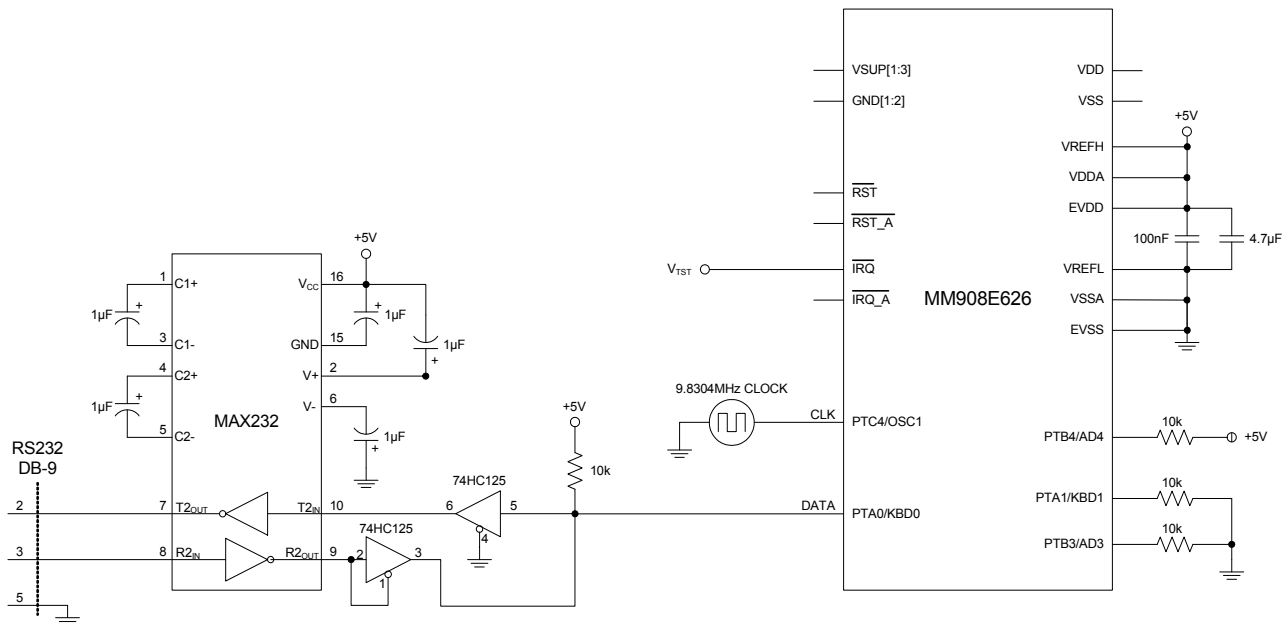 VSUP[1:3]
GND[1:2]
RST
RST_A
IRQ
IRQ_A
PTC4/OSC1
PTA0/KBD0
MM908E626
VDD
VSS
VREFH
VDDA
EVDD
VREFL
VSSA
EVSS
PTB4/AD4
PTA1/KBD1
PTB3/AD3
+5V
100nF
4.7µF
10k
+5V
10k
10k
VTST
9.8304MHz CLOCK
CLK
DATA
+5V
10k
74HC125
6
5
4
74HC125
2
3
1
+5V
1µF
1µF
1µF
1µF
1µF
1
C1+
3
C1-
4
C2+
5
C2-
MAX232
VCC
16
GND
15
V+
2
V-
6
7
T2OUT
T2IN
10
8
R2IN
R2OUT
9
RS232
DB-9
2
3
5